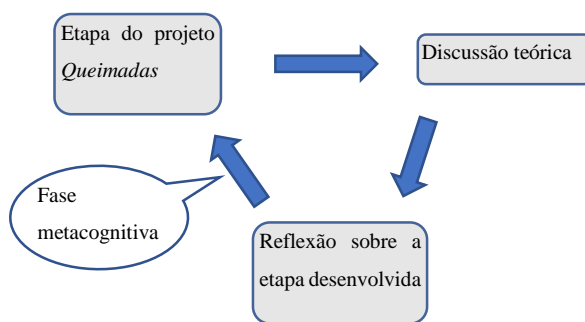 Etapa do projeto
Queimadas
Discussão teórica
Fase
metacognitiva
Reflexão sobre a
etapa desenvolvida